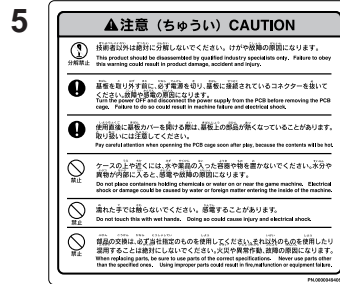 5
⚠注意（ちゅうい）CAUTION
技術者以外は絶対に分解しないでください。けがや故障の原因になります。
分解禁止
This product should be disassembled by qualified industry specialists only. Failure to obey
this warning could result in product damage, accident and injury.
基板を取り外す前に、必ず電源を切り、基板に接続されているコネクターを抜いて
ください。故障や感電の原因になります。
Turn the power OFF and disconnect the power supply from the PCB before removing the PCB
cage. Failure to do so could result in machine failure and electrical shock.
使用直後に基板カバーを開ける際は、基板上の部品が熱くなっていることがあります。
取り扱いには注意してください。
Pay careful attention when opening the PCB cage soon after play, because the contents will be hot.
ケースの上や近くには、水や薬品の入った容器や物を置かないでください。水分や
異物が内部に入ると、感電や故障の原因になります。
禁止
Do not place containers holding chemicals or water on or near the game machine. Electrical
shock or damage could be caused by water or foreign matter entering the inside of the machine.
濡れた手では触らないでください。感電することがあります。
禁止
Do not touch this with wet hands. Doing so could cause injury and electrical shock.
部品の交換は、必ず当社指定のものを使用してください。それ以外のものを使用したり
混用することは絶対にしないでください。火災や異常作動、故障の原因になります。
禁止
When replacing parts, be sure to use parts of the correct specifications. Never use parts other
than the specified ones. Using improper parts could result in fire,malfunction or equipment failure.